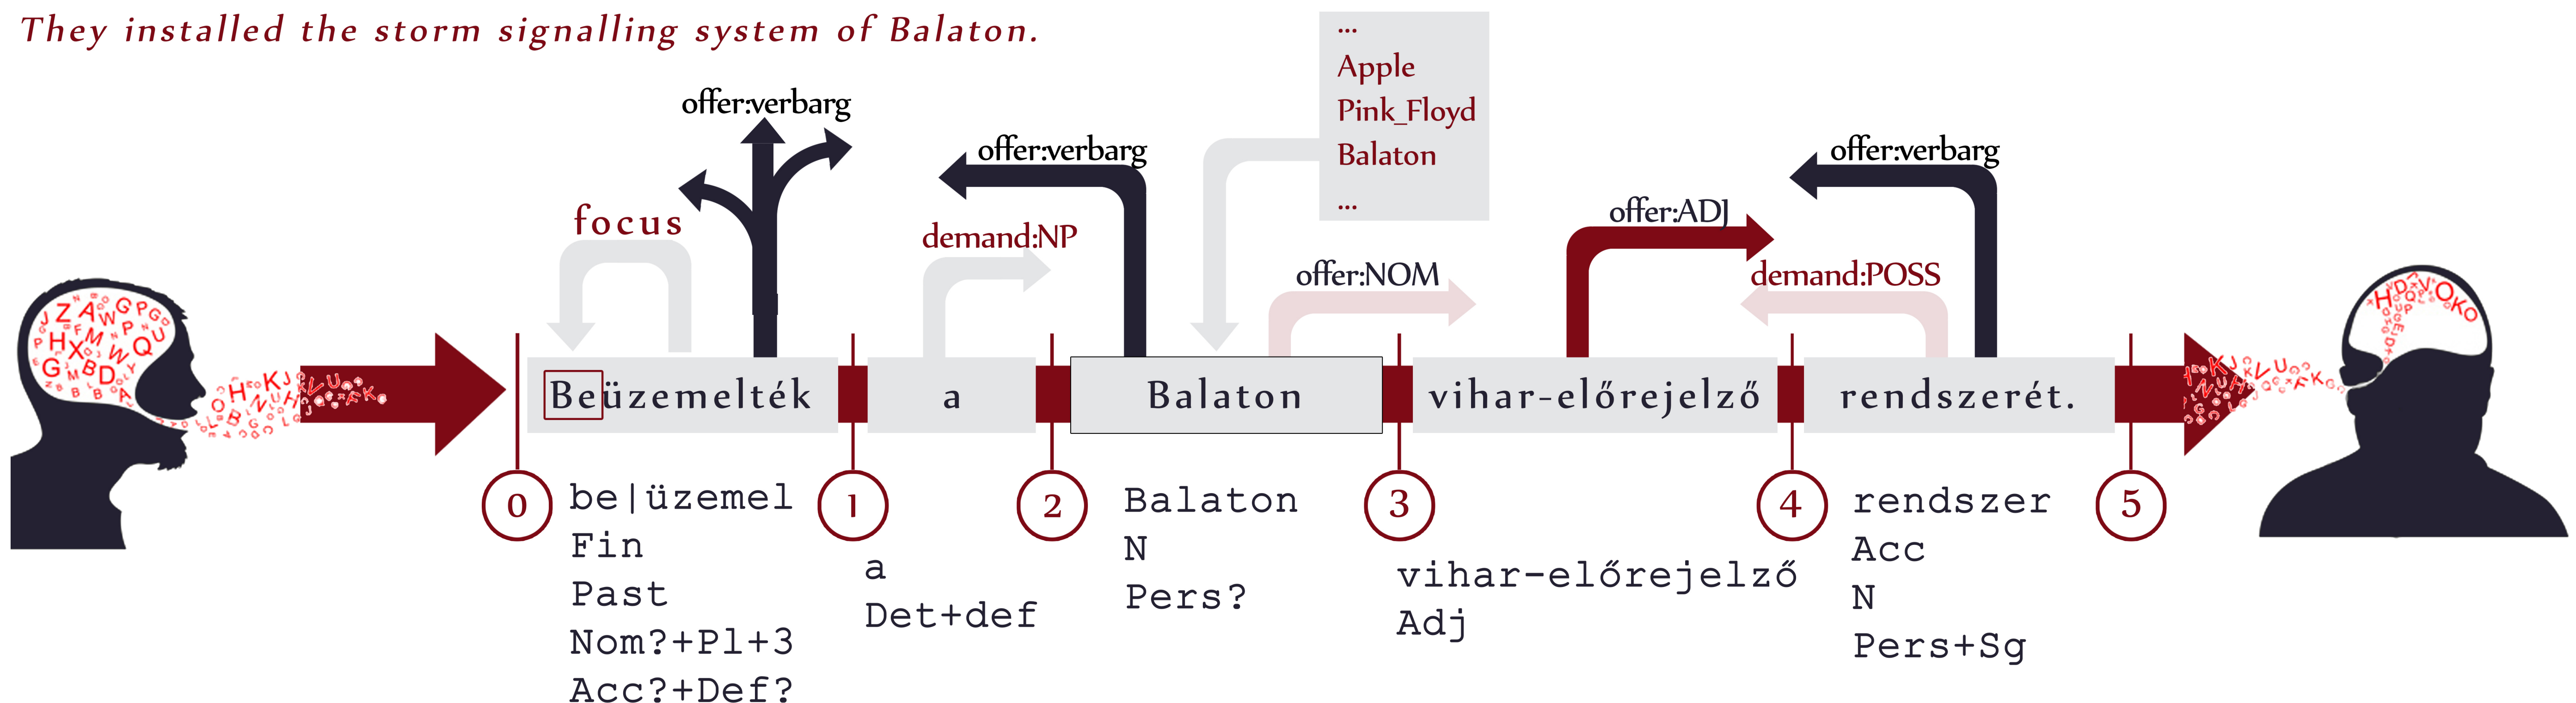 They installed the storm signalling system of Balaton.
...
Apple
Pink_Floyd
Balaton
...
offer:verbarg
offer:verbarg
offer:verbarg
focus
demand:NP
offer:ADJ
offer:NOM
demand:POSS
Beüzemelték a Balaton vihar-előrejelző rendszerét.
0 1 2 3 4 5
be|üzemel
Fin
Past
Nom?+Pl+3
Acc?+Def?
a
Det+def
Balaton
N
Pers?
vihar-előrejelző
Adj
rendszer
Acc
N
Pers+Sg